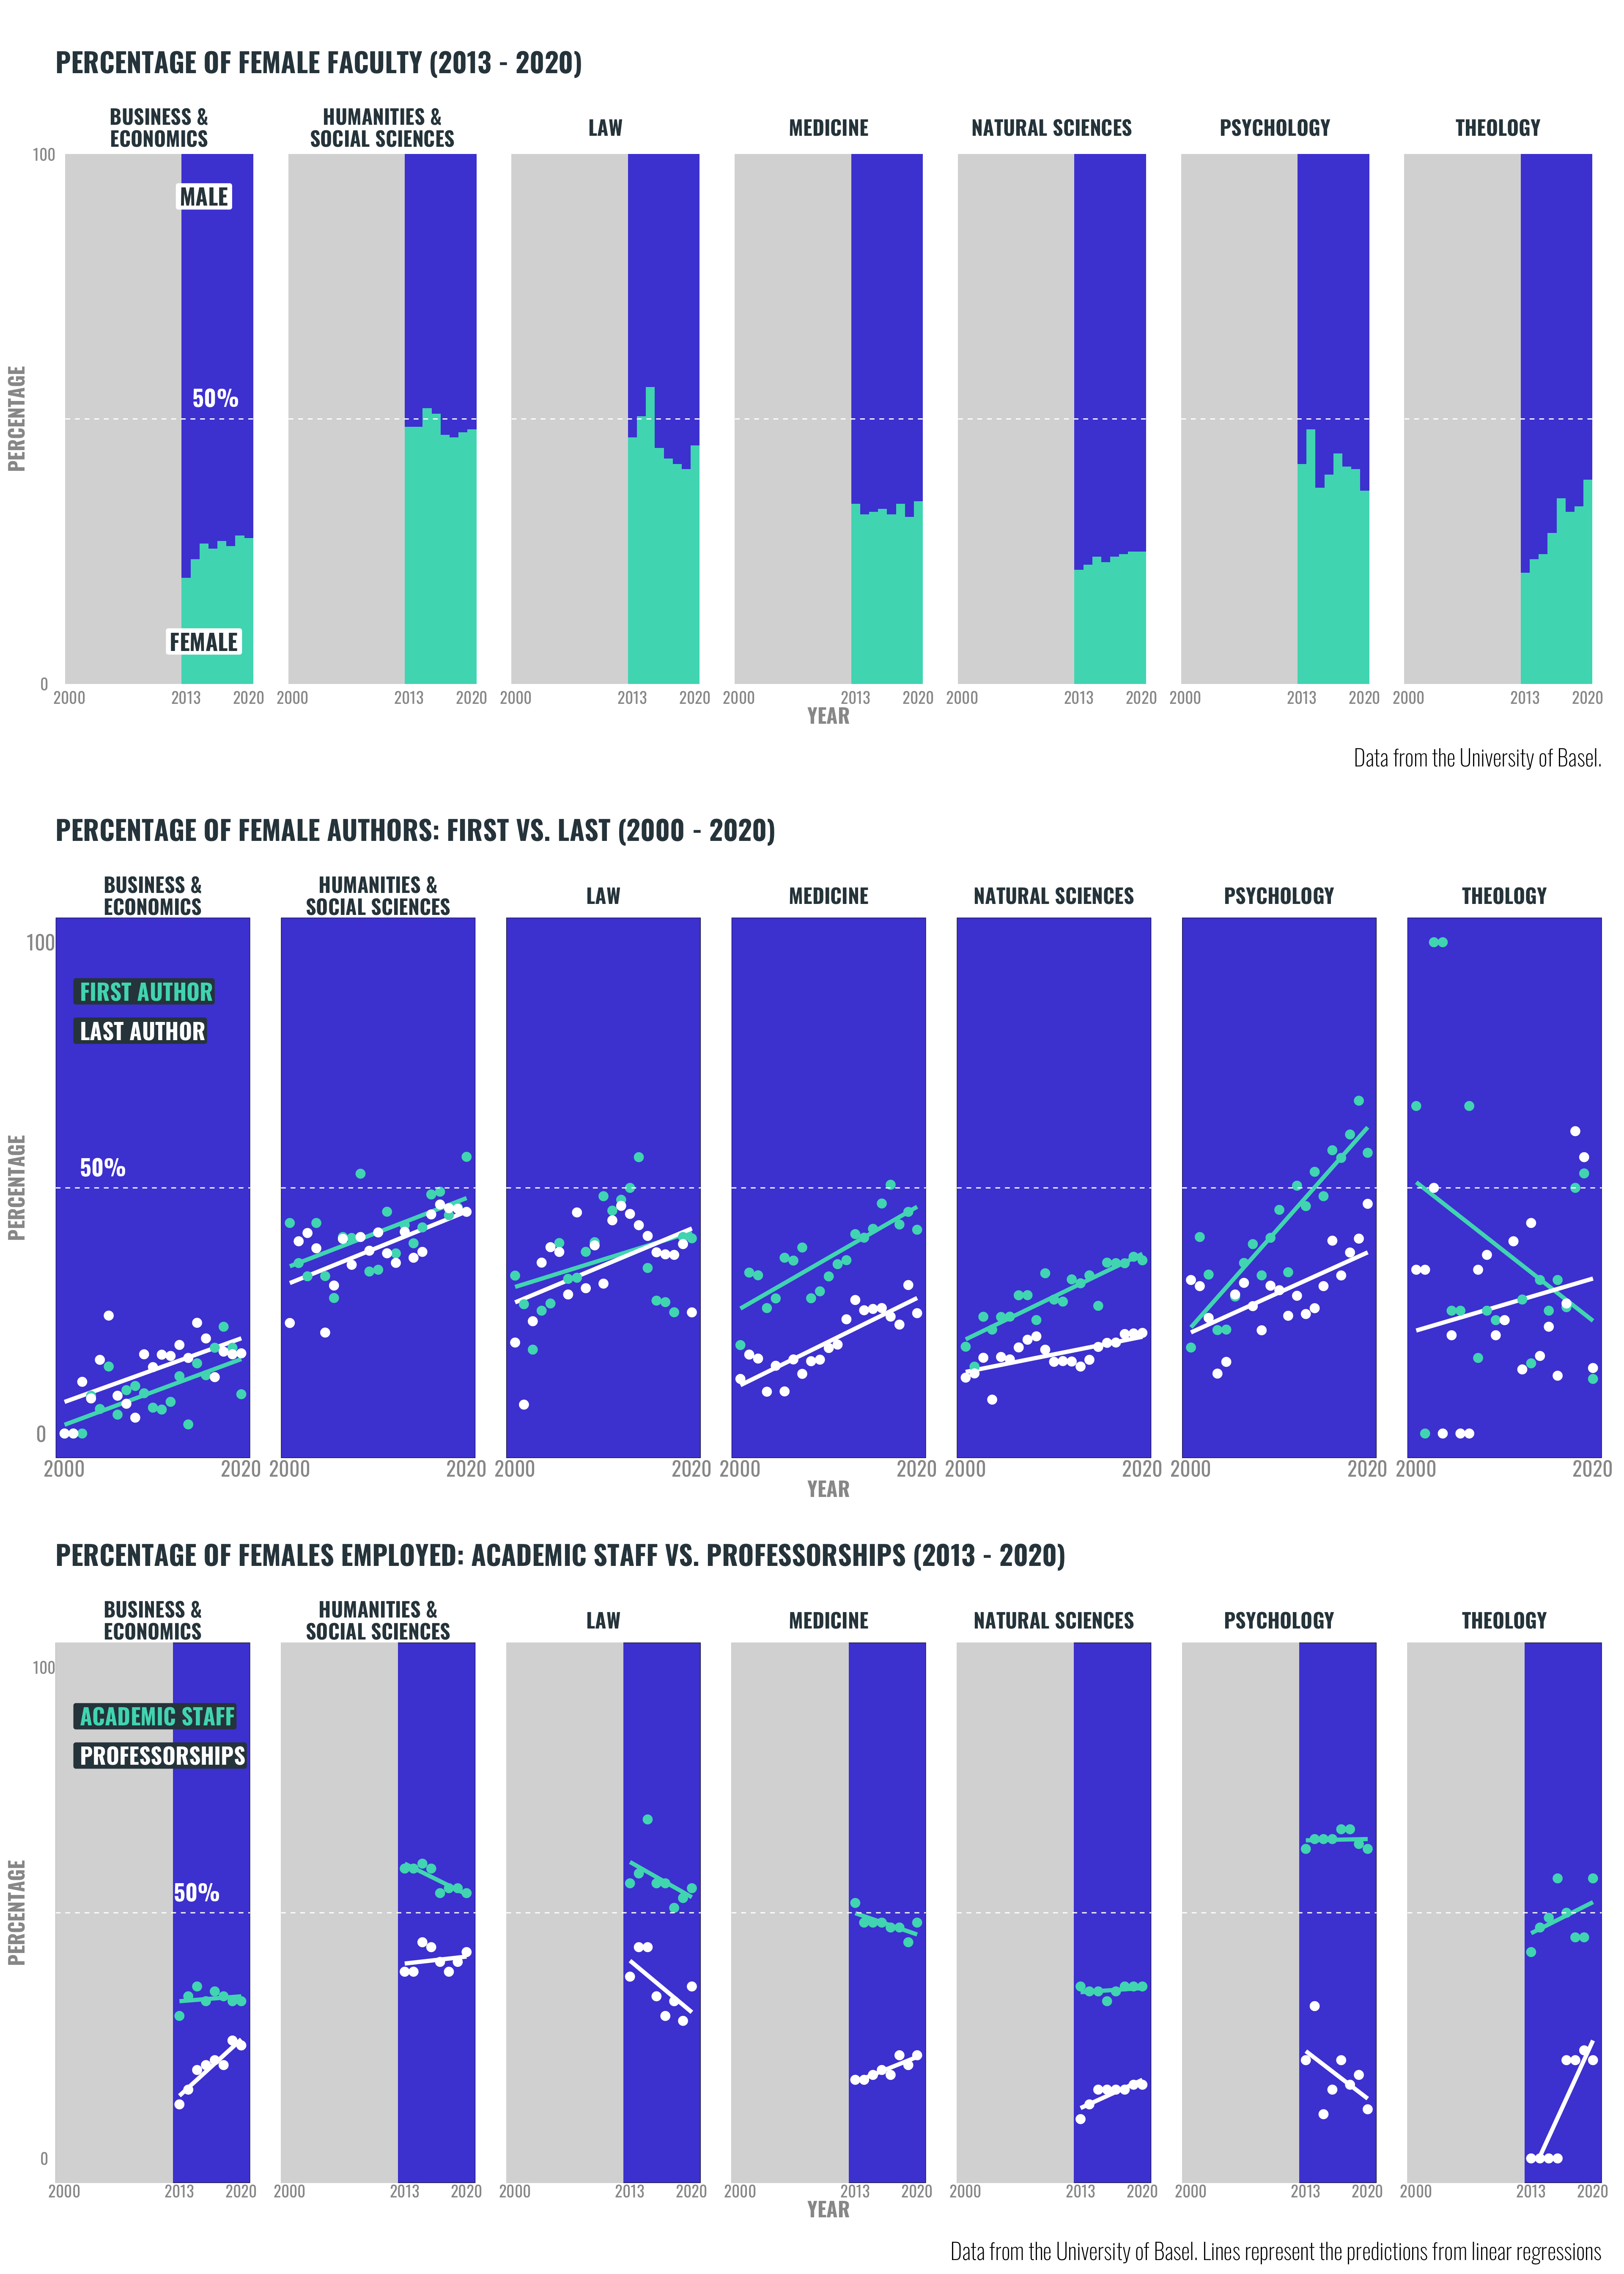 PERCENTAGE OF FEMALE FACULTY (2013 - 2020)
BUSINESS &
ECONOMICS
HUMANITIES &
SOCIAL SCIENCES
LAW
MEDICINE
NATURAL SCIENCES
PSYCHOLOGY
THEOLOGY
100
MALE
50%
FEMALE
0
PERCENTAGE
2000 2013 2020 2000 2013 2020 2000 2013 2020 2000 2013 2020 2000 2013 2020 2000 2013 2020 2000 2013 2020
YEAR
Data from the University of Basel.
PERCENTAGE OF FEMALE AUTHORS: FIRST VS. LAST (2000 - 2020)
BUSINESS &
ECONOMICS
HUMANITIES &
SOCIAL SCIENCES
LAW
MEDICINE
NATURAL SCIENCES
PSYCHOLOGY
THEOLOGY
100
FIRST AUTHOR
LAST AUTHOR
50%
0
PERCENTAGE
2000 2020 2000 2020 2000 2020 2000 2020 2000 2020 2000 2020 2000 2020
YEAR
PERCENTAGE OF FEMALES EMPLOYED: ACADEMIC STAFF VS. PROFESSORSHIPS (2013 - 2020)
BUSINESS &
ECONOMICS
HUMANITIES &
SOCIAL SCIENCES
LAW
MEDICINE
NATURAL SCIENCES
PSYCHOLOGY
THEOLOGY
100
ACADEMIC STAFF
PROFESSORSHIPS
50%
0
PERCENTAGE
2000 2013 2020 2000 2013 2020 2000 2013 2020 2000 2013 2020 2000 2013 2020 2000 2013 2020 2000 2013 2020
YEAR
Data from the University of Basel. Lines represent the predictions from linear regressions